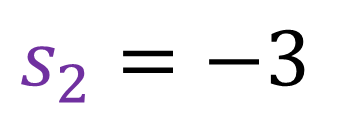 s₂ = −3